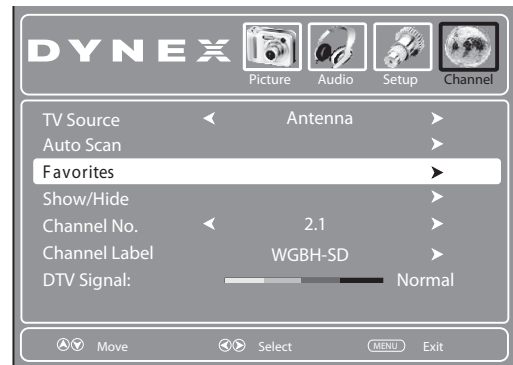 DYNEX
Picture Audio Setup Channel
TV Source Antenna
Auto Scan
Favorites
Show/Hide
Channel No. 2.1
Channel Label WGBH-SD
DTV Signal: Normal
Move Select MENU Exit